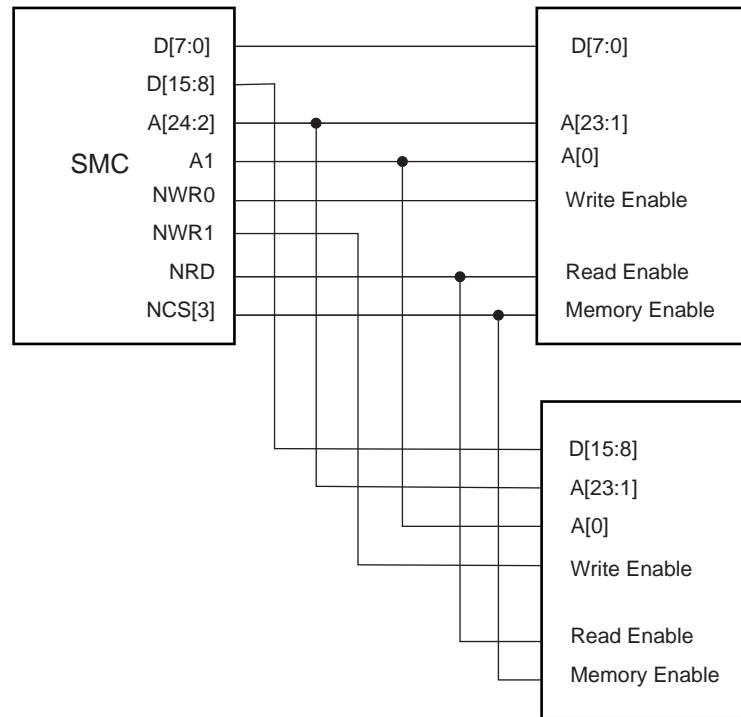 D[7:0]
D[15:8]
A[24:2]
SMC
A1
NWR0
NWR1
NRD
NCS[3]
D[7:0]
A[23:1]
A[0]
Write Enable
Read Enable
Memory Enable
D[15:8]
A[23:1]
A[0]
Write Enable
Read Enable
Memory Enable